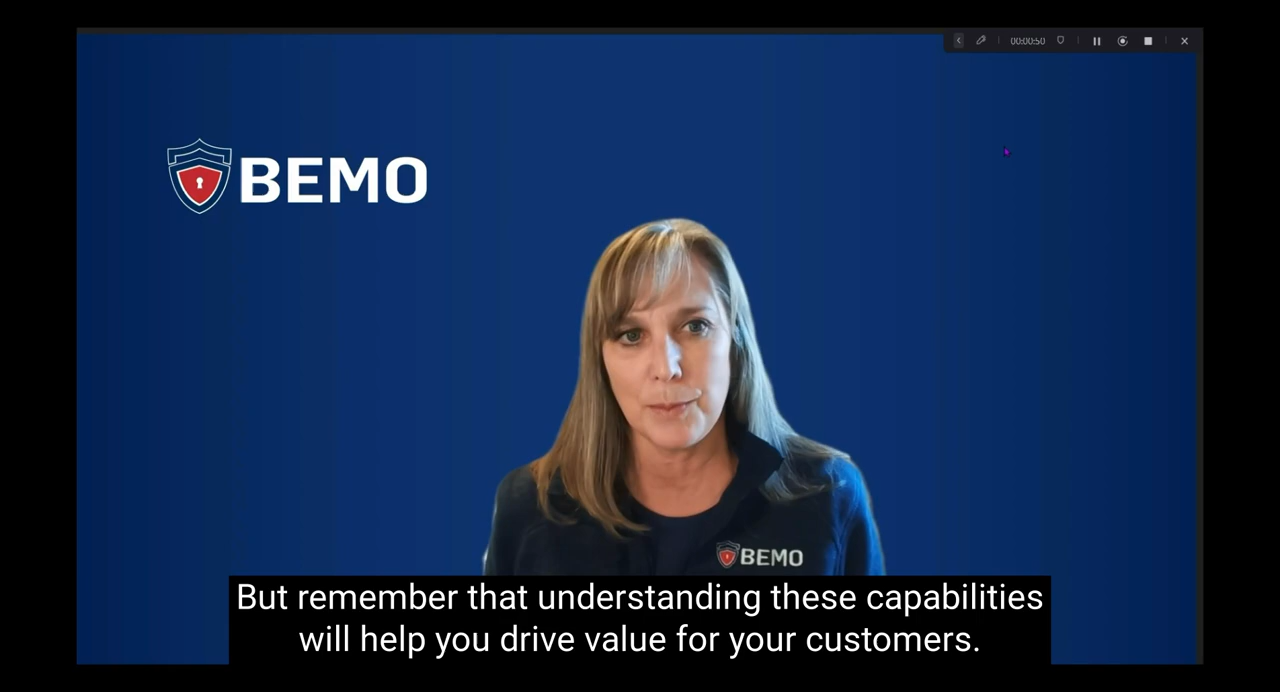 00:00:50
BEMO
BEMO
But remember that understanding these capabilities
will help you drive value for your customers.